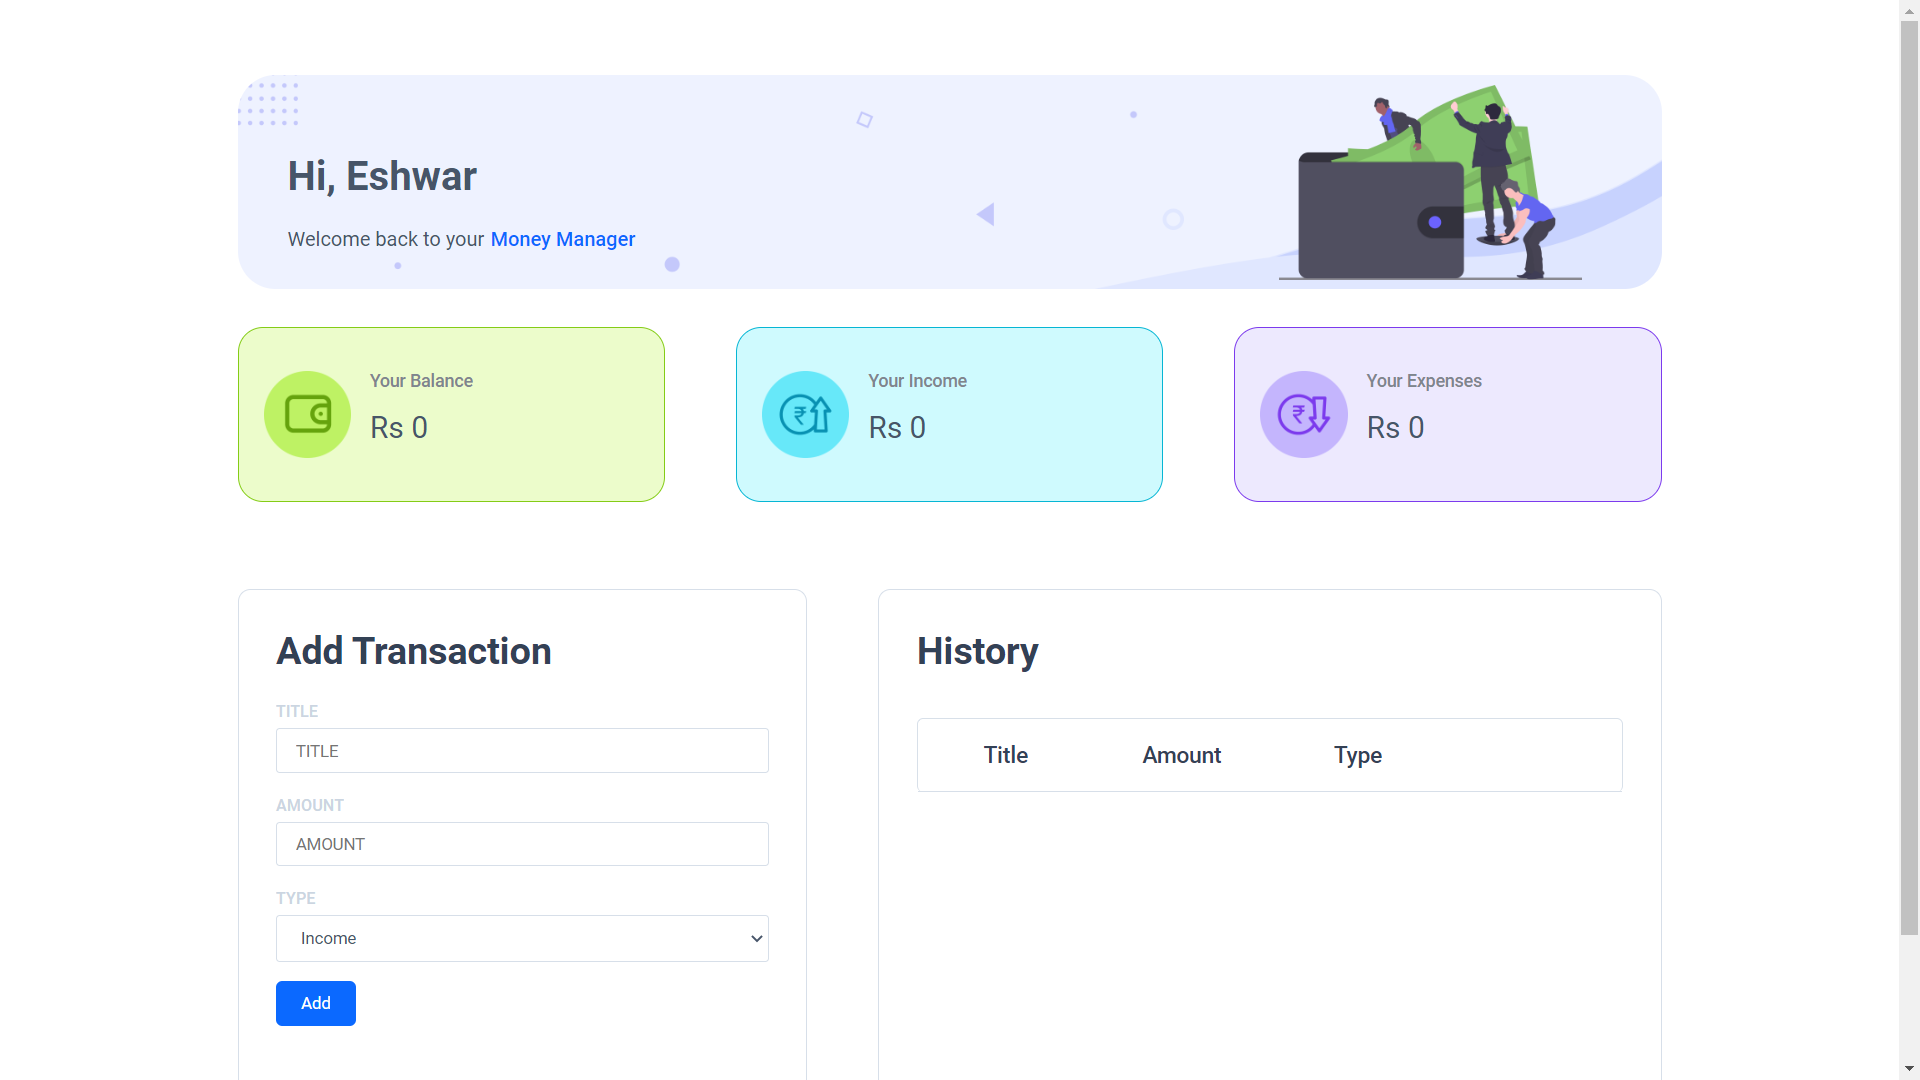 Hi, Eshwar
Welcome back to your Money Manager
Your Balance
Rs 0
Your Income
Rs 0
Your Expenses
Rs 0
Add Transaction
TITLE
TITLE
AMOUNT
AMOUNT
TYPE
Income
Add
History
Title Amount Type